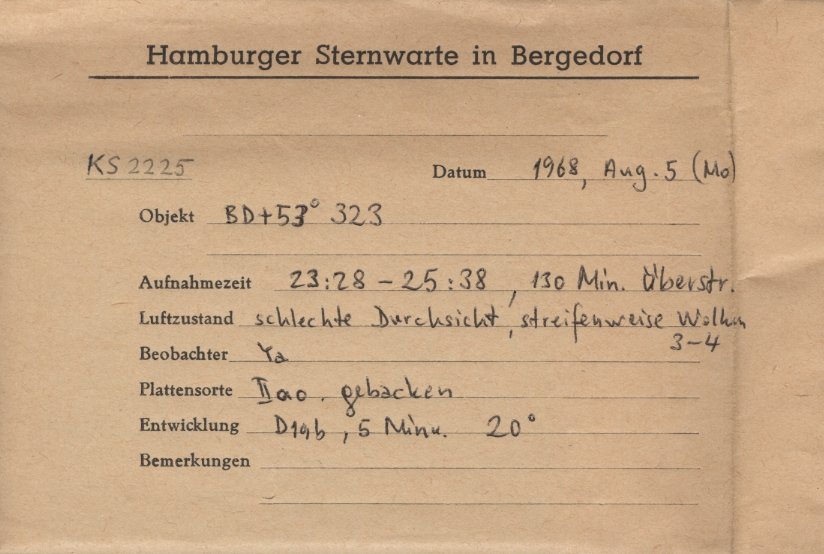 Hamburger Sternwarte in Bergedorf
KS 2225 Datum 1968, Aug. 5 (Mo)
Objekt BD+53° 323
Aufnahmezeit 23:28 – 25:38, 130 Min. Überstr.
Luftzustand schlechte Durchsicht, streifenweise Wolken
3–4
Beobachter Ya
Plattensorte IIao. gebacken
Entwicklung D19b, 5 Minu. 20°
Bemerkungen